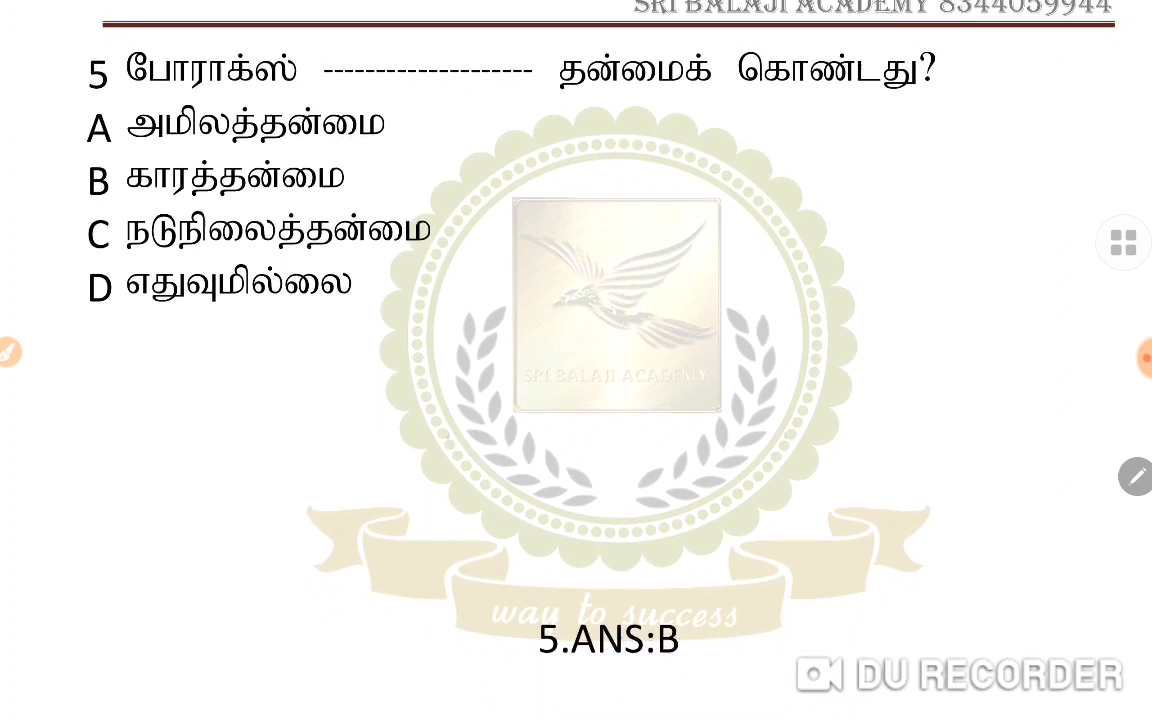 SRI BALAJI ACADEMY 8344059944
5 போராக்ஸ் -------------------- தன்மைக் கொண்டது?
A அமிலத்தன்மை
B காரத்தன்மை
C நடுநிலைத்தன்மை
D எதுவுமில்லை
SRI BALAJI ACADEMY
way to success
5.ANS:B
DU RECORDER